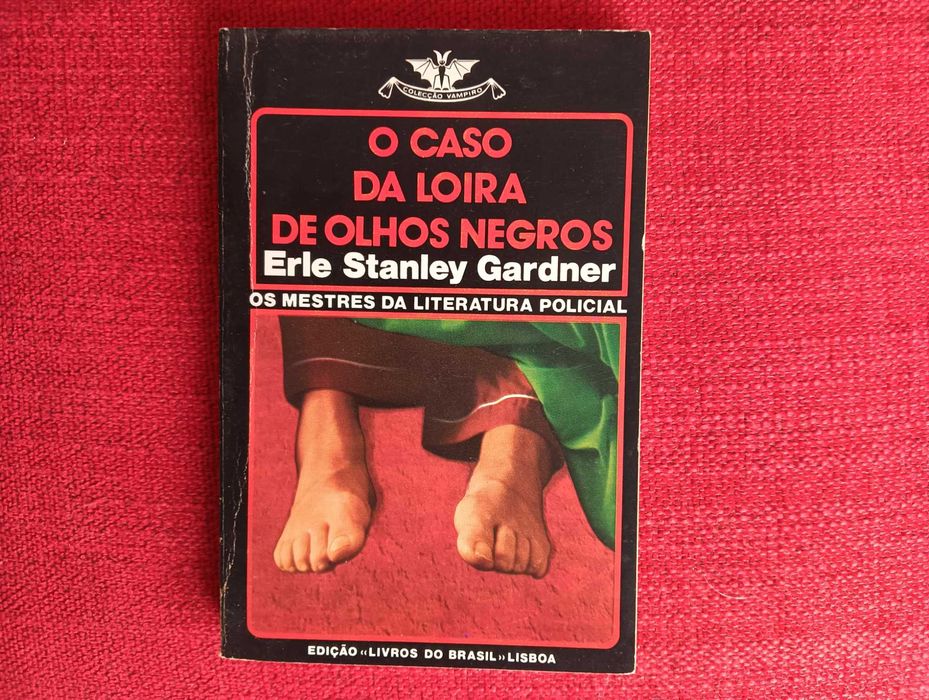 COLECÇÃO VAMPIRO
O CASO
DA LOIRA
DE OLHOS NEGROS
Erle Stanley Gardner
OS MESTRES DA LITERATURA POLICIAL
EDIÇÃO «LIVROS DO BRASIL» LISBOA